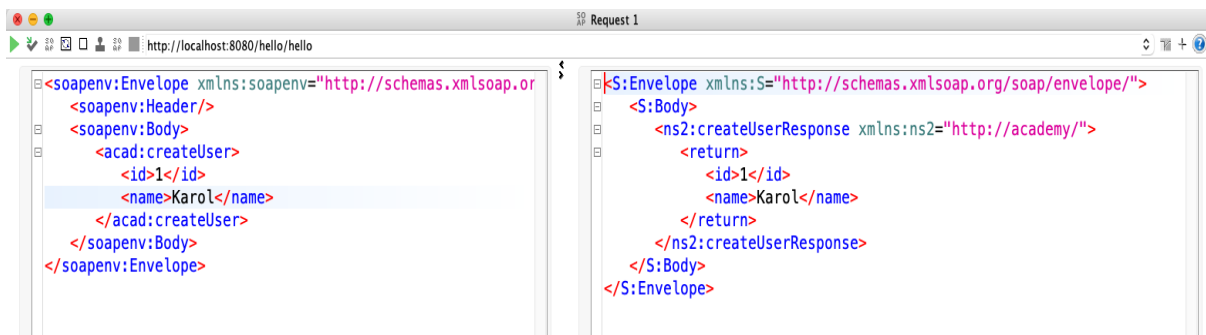 SOAP Request 1
http://localhost:8080/hello/hello
<soapenv:Envelope xmlns:soapenv="http://schemas.xmlsoap.or
<soapenv:Header/>
<soapenv:Body>
<acad:createUser>
<id>1</id>
<name>Karol</name>
</acad:createUser>
</soapenv:Body>
</soapenv:Envelope>
<S:Envelope xmlns:S="http://schemas.xmlsoap.org/soap/envelope/">
<S:Body>
<ns2:createUserResponse xmlns:ns2="http://academy/">
<return>
<id>1</id>
<name>Karol</name>
</return>
</ns2:createUserResponse>
</S:Body>
</S:Envelope>